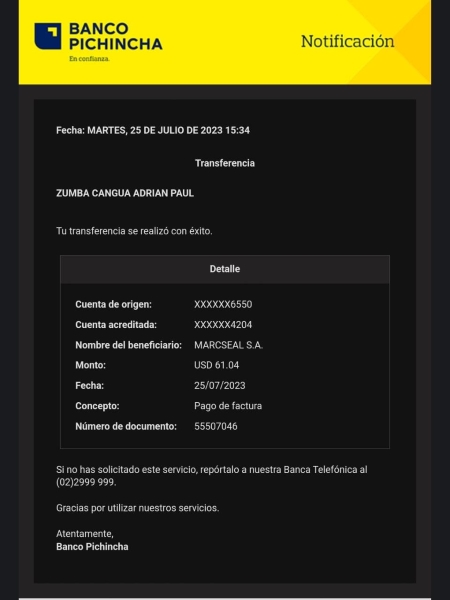 BANCO
PICHINCHA
En confianza.
Notificación
Fecha: MARTES, 25 DE JULIO DE 2023 15:34
Transferencia
ZUMBA CANGUA ADRIAN PAUL
Tu transferencia se realizó con éxito.
Detalle
Cuenta de origen: XXXXXX6550
Cuenta acreditada: XXXXXX4204
Nombre del beneficiario: MARCSEAL S.A.
Monto: USD 61.04
Fecha: 25/07/2023
Concepto: Pago de factura
Número de documento: 55507046
Si no has solicitado este servicio, repórtalo a nuestra Banca Telefónica al
(02)2999 999.
Gracias por utilizar nuestros servicios.
Atentamente,
Banco Pichincha